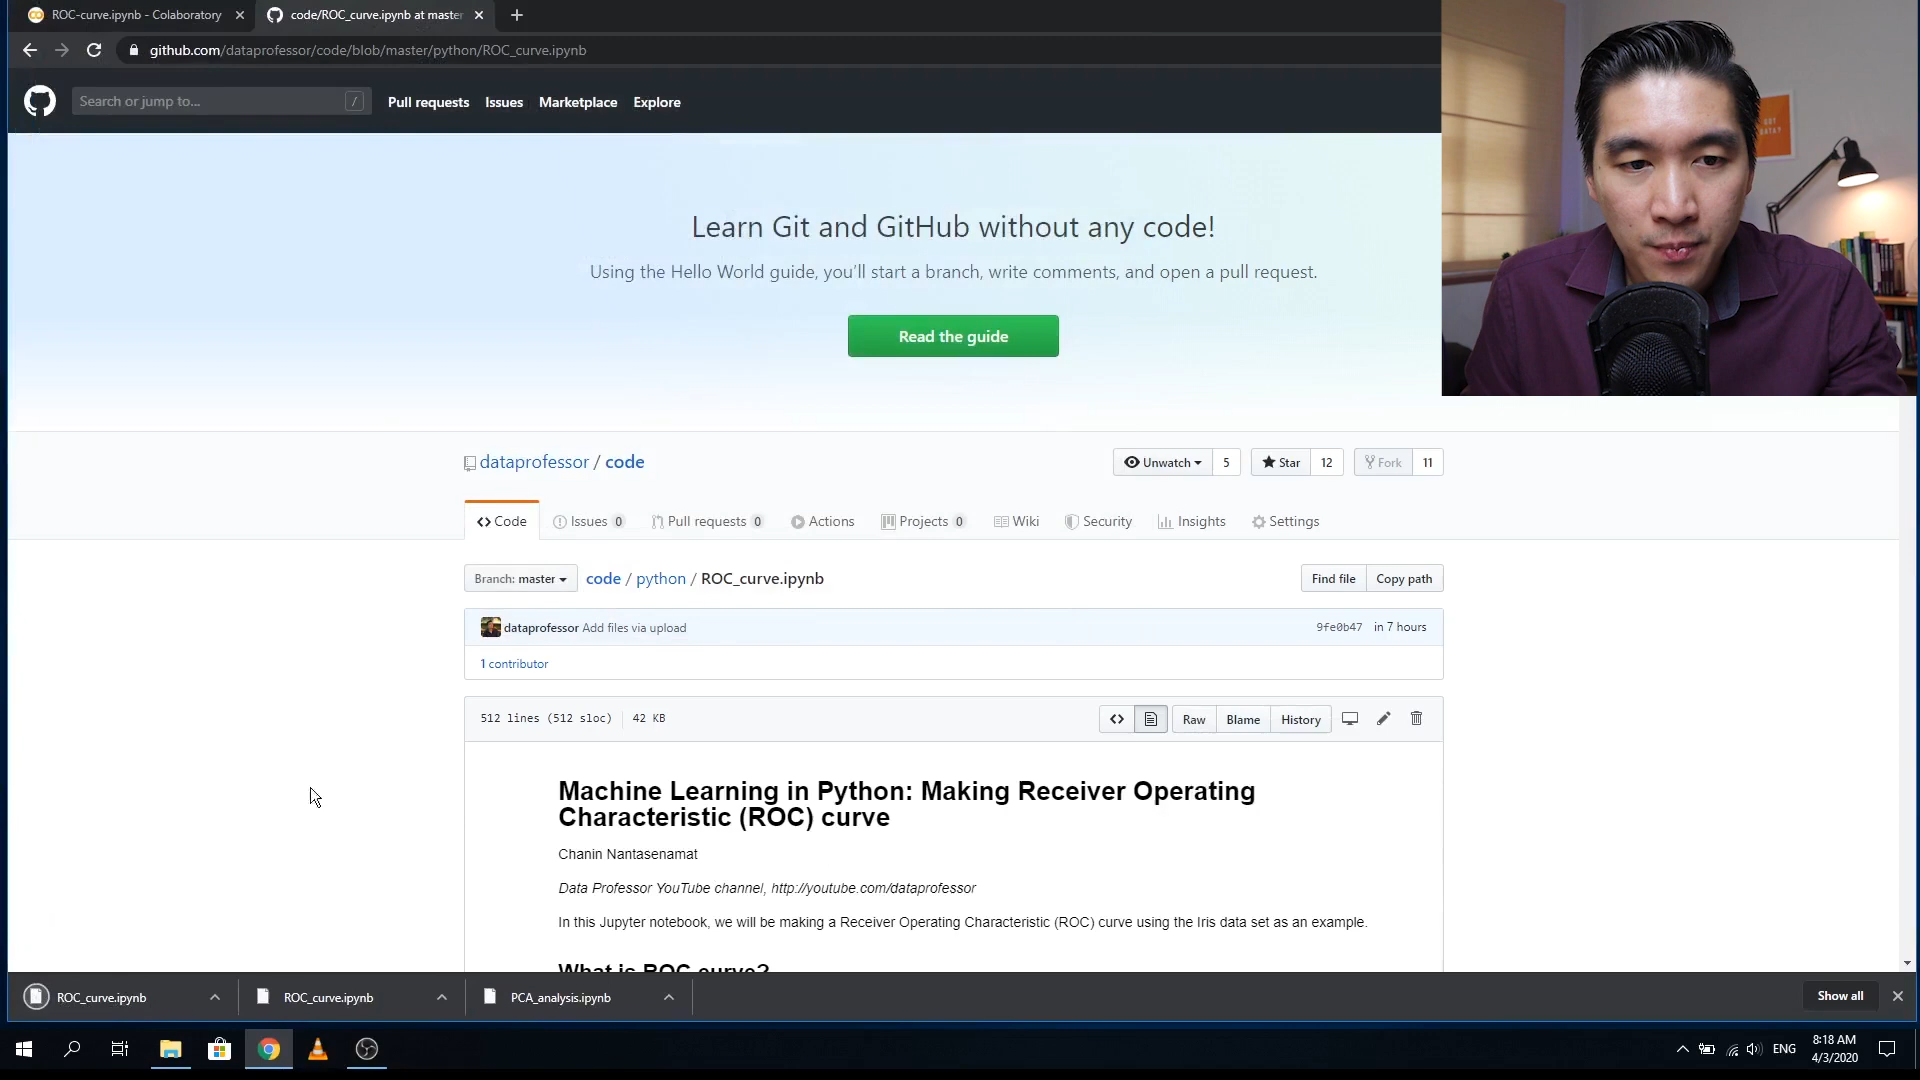 ROC-curve.ipynb - Colaboratory
code/ROC_curve.ipynb at master
github.com/dataprofessor/code/blob/master/python/ROC_curve.ipynb
Search or jump to...
/
Pull requests
Issues
Marketplace
Explore
GOT
DATA?
Learn Git and GitHub without any code!
Using the Hello World guide, you'll start a branch, write comments, and open a pull request.
Read the guide
dataprofessor / code
Unwatch
5
Star
12
Fork
11
Code
Issues 0
Pull requests 0
Actions
Projects 0
Wiki
Security
Insights
Settings
Branch: master
code / python / ROC_curve.ipynb
Find file
Copy path
dataprofessor Add files via upload
9fe0b47 in 7 hours
1 contributor
512 lines (512 sloc)
42 KB
Raw
Blame
History
Machine Learning in Python: Making Receiver Operating
Characteristic (ROC) curve
Chanin Nantasenamat
Data Professor YouTube channel, http://youtube.com/dataprofessor
In this Jupyter notebook, we will be making a Receiver Operating Characteristic (ROC) curve using the Iris data set as an example.
What is ROC curve?
ROC_curve.ipynb
ROC_curve.ipynb
PCA_analysis.ipynb
Show all
ENG
8:18 AM
4/3/2020